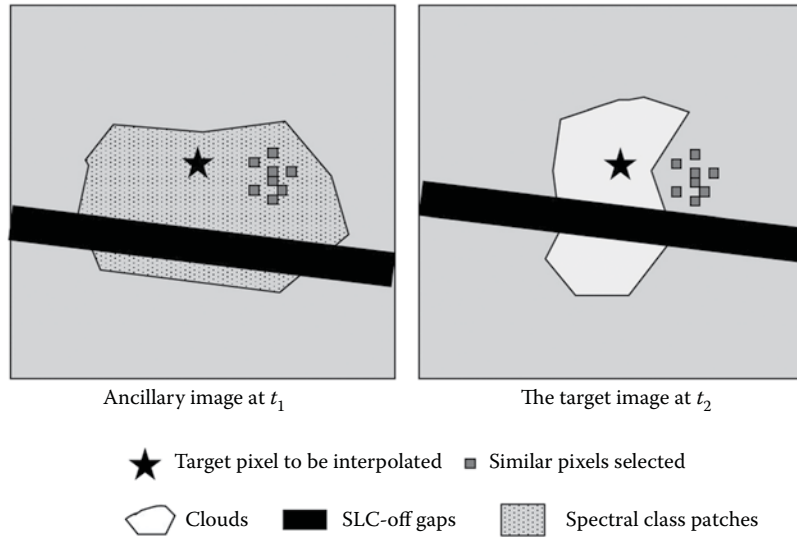 Ancillary image at t1
The target image at t2
Target pixel to be interpolated
Similar pixels selected
Clouds
SLC-off gaps
Spectral class patches